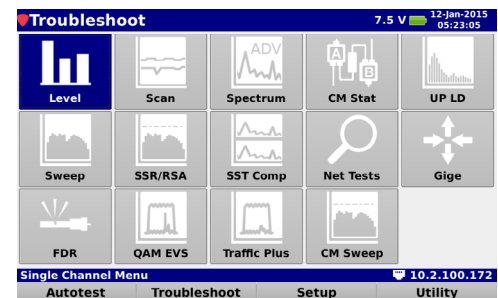 Troubleshoot 7.5 V 12-Jan-2015
05:23:05
ADV
A
B
Level Scan Spectrum CM Stat UP LD
Sweep SSR/RSA SST Comp Net Tests Gige
FDR QAM EVS Traffic Plus CM Sweep
Single Channel Menu 10.2.100.172
Autotest Troubleshoot Setup Utility